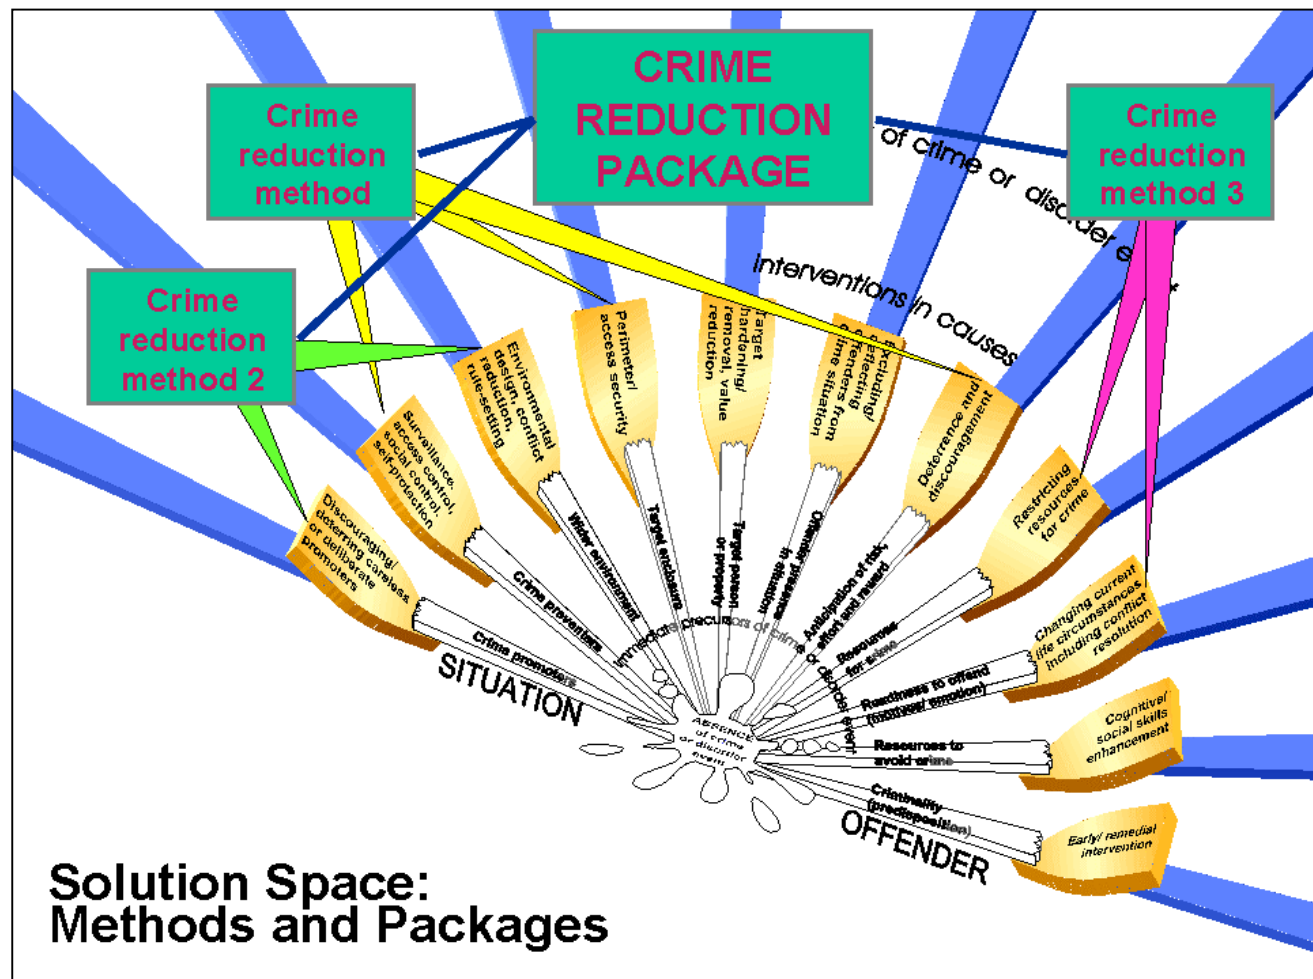 CRIME
REDUCTION
PACKAGE
Crime
reduction
method
Crime
reduction
method 2
Crime
reduction
method 3
of crime or disorder
interventions in causes
Discouraging/
deterring careless
or deliberate
promoters
Surveillance,
access control,
social control,
self-protection
Environmental
design, conflict
reduction,
rule-setting
Perimeter/
access security
Target
hardening/
removal, value
reduction
Excluding/
deflecting
offenders from
crime situation
Deterrence and
discouragement
Restricting
resources
for crime
Changing current
life circumstances
including conflict
resolution
Cognitive/
social skills
enhancement
Early/ remedial
intervention
Crime promoters
Crime preventers
Wider environment
Target enclosure
Target person
or property
Offender presence
in situation
Anticipation of risk,
effort and reward
Resources
for crime
Readiness to offend
(motives/ emotion)
Resources to
avoid crime
Criminality
(predisposition)
Immediate precursors of crime or disorder event
ABSENCE
of crime
or disorder
event
SITUATION
OFFENDER
Solution Space:
Methods and Packages